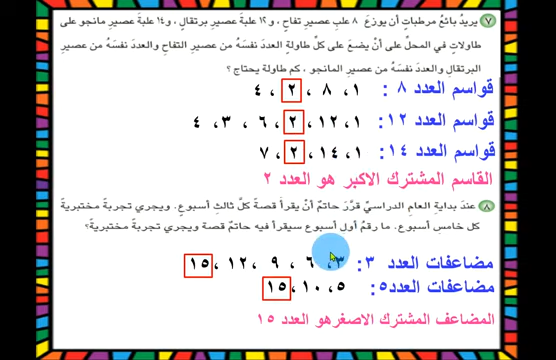 ٧ يريدُ بائعُ مرطباتٍ أن يوزعَ ٨ علبِ عصيرِ تفاحٍ، و١٢ علبةَ عصيرِ برتقالٍ، و١٤ علبةَ عصيرِ مانجو على
طاولاتٍ في المحلِّ على أنْ يضعَ على كلِّ طاولةٍ العددَ نفسَهُ من عصيرِ التفاحِ والعددَ نفسَهُ من عصيرِ
البرتقالِ والعددَ نفسَهُ من عصيرِ المانجو ، كم طاولة يحتاج ؟
قواسم العدد ٨ : ١ ، ٨ ، ٢ ، ٤
قواسم العدد ١٢ : ١ ، ١٢ ، ٢ ، ٦ ، ٣ ، ٤
قواسم العدد ١٤ : ١ ، ١٤ ، ٢ ، ٧
القاسم المشترك الاكبر هو العدد ٢
٨ عندَ بدايةِ العامِ الدراسيِّ قرَّرَ حاتمٌ أنْ يقرأَ قصةً كلَّ ثالثِ أسبوعٍ. ويجري تجربةً مختبريةً
كل خامسِ أسبوعٍ. ما رقمُ أولِ أسبوعٍ سيقرأُ فيه حاتمٌ قصة ويجري تجربةً مختبريةً؟
مضاعفات العدد ٣ : ٣ ، ٦ ، ٩ ، ١٢ ، ١٥
مضاعفات العدد٥ : ٥ ، ١٠ ، ١٥
المضاعف المشترك الاصغرهو العدد ١٥